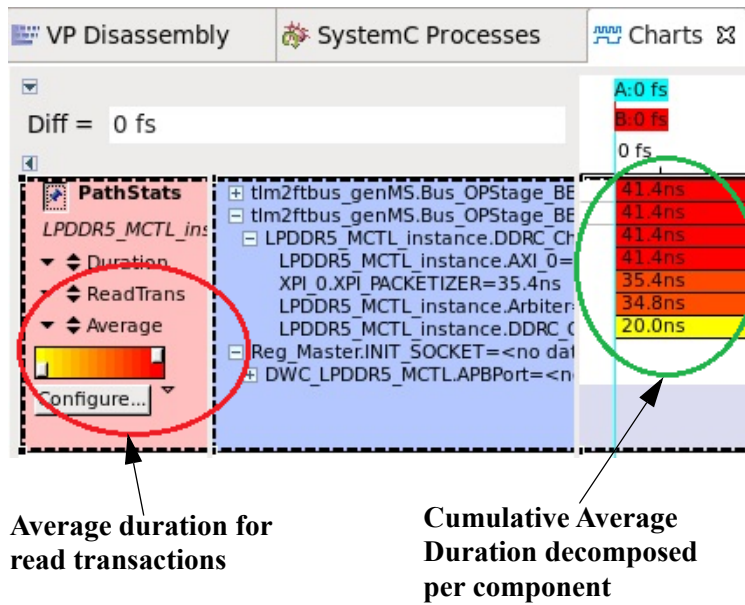 VP Disassembly
SystemC Processes
Charts
Diff = 0 fs
A:0 fs
B:0 fs
0 fs
PathStats
LPDDR5_MCTL_ins
Duration
ReadTrans
Average
Configure...
tlm2ftbus_genMS.Bus_OPStage_BE
tlm2ftbus_genMS.Bus_OPStage_BE
LPDDR5_MCTL_instance.DDRC_Ch
LPDDR5_MCTL_instance.AXI_0=
XPI_0.XPI_PACKETIZER=35.4ns
LPDDR5_MCTL_instance.Arbiter
LPDDR5_MCTL_instance.DDRC_C
Reg_Master.INIT_SOCKET=<no dat
DWC_LPDDR5_MCTL.APBPort=<n
41.4ns
41.4ns
41.4ns
41.4ns
35.4ns
34.8ns
20.0ns
Average duration for
read transactions
Cumulative Average
Duration decomposed
per component